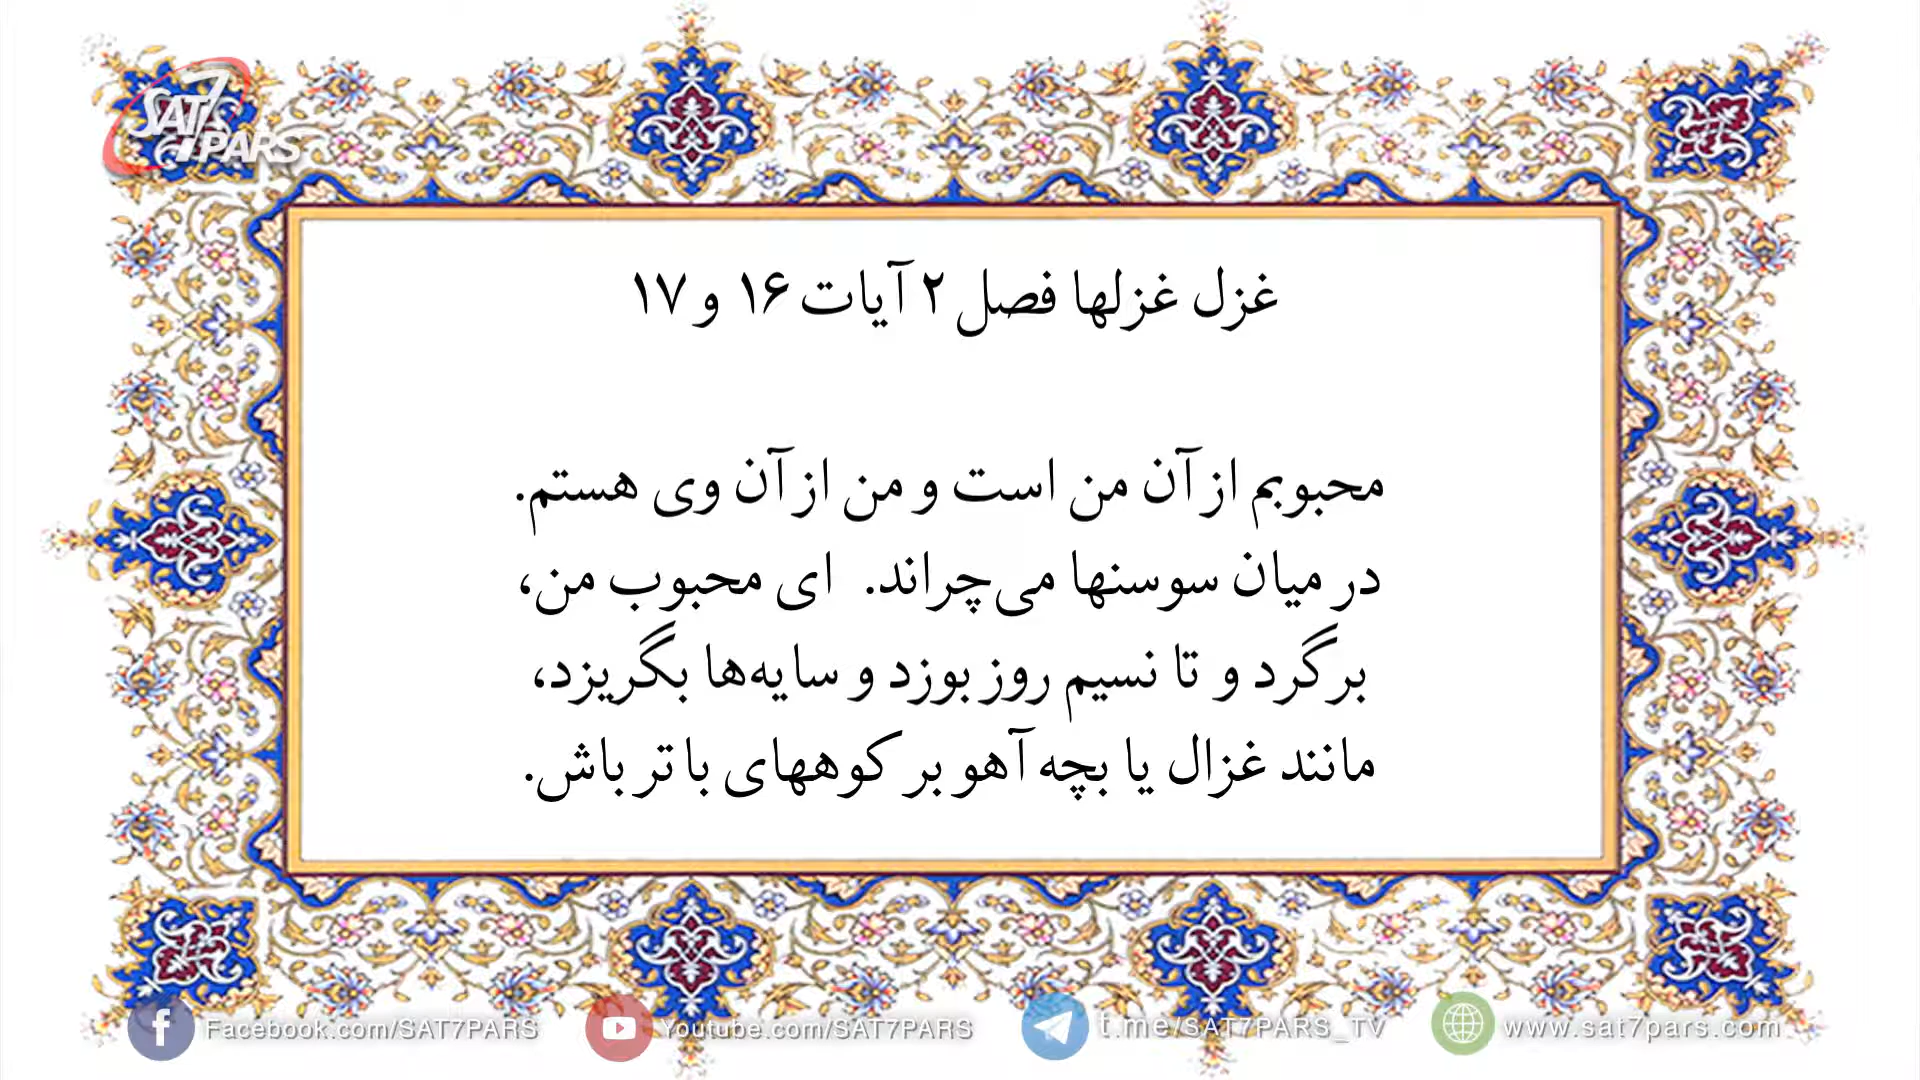 SAT7 PARS
غزل غزلها فصل ۲ آیات ۱۶ و ۱۷
محبوبم از آن من است و من از آن وی هستم.
در میان سوسنها می‌چراند. ای محبوب من،
برگرد و تا نسیم روز بوزد و سایه‌ها بگریزد،
مانند غزال یا بچه آهو بر کوههای باتر باش.
Facebook.com/SAT7PARS
Youtube.com/SAT7PARS
t.me/SAT7PARS_TV
www.sat7pars.com